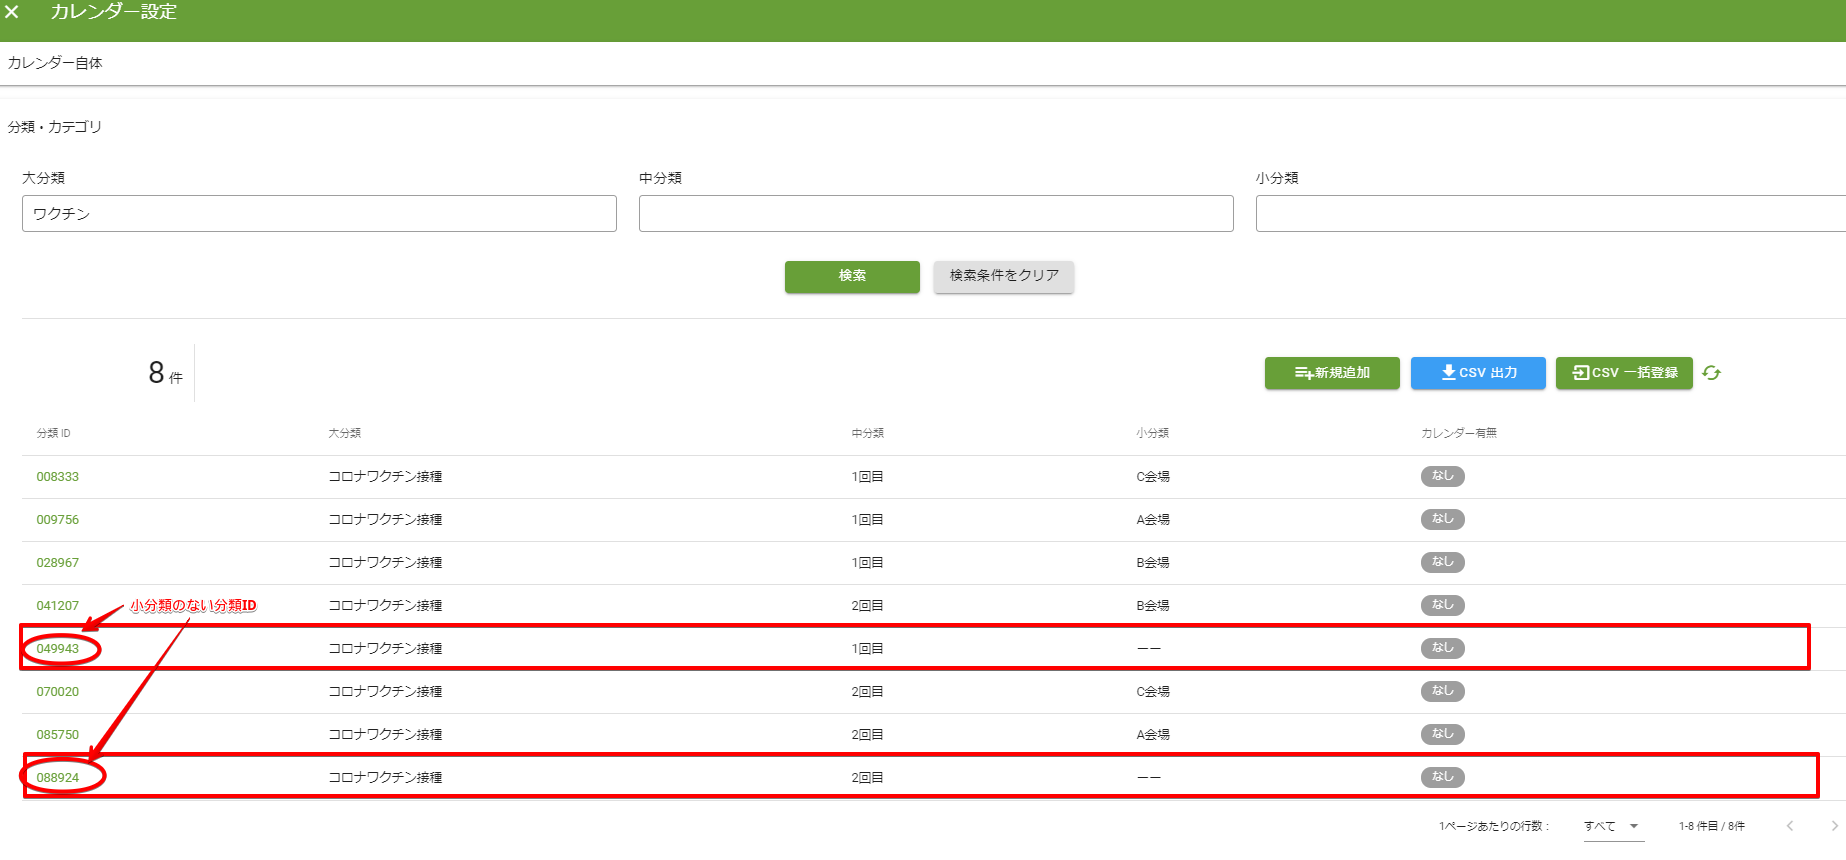 カレンダー設定
カレンダー自体
分類・カテゴリ
大分類 中分類 小分類
ワクチン
検索 検索条件をクリア
8 件 新規追加 CSV 出力 CSV 一括登録
分類 ID 大分類 中分類 小分類 カレンダー有無
008333 コロナワクチン接種 1回目 C会場 なし
009756 コロナワクチン接種 1回目 A会場 なし
028967 コロナワクチン接種 1回目 B会場 なし
041207 コロナワクチン接種 2回目 B会場 なし
小分類のない分類ID
049943 コロナワクチン接種 1回目 ーー なし
070020 コロナワクチン接種 2回目 C会場 なし
085750 コロナワクチン接種 2回目 A会場 なし
088924 コロナワクチン接種 2回目 ーー なし
1ページあたりの行数： すべて 1-8 件目 / 8件